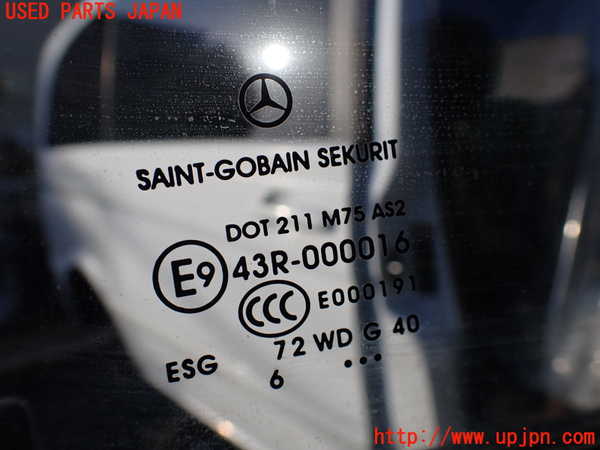 USED PARTS JAPAN
SAINT-GOBAIN SEKURIT
DOT 211 M75 AS2
E9 43R-000016
CCC E000191
ESG 72 WD G 40
6 •••
http://www.upjpn.com/